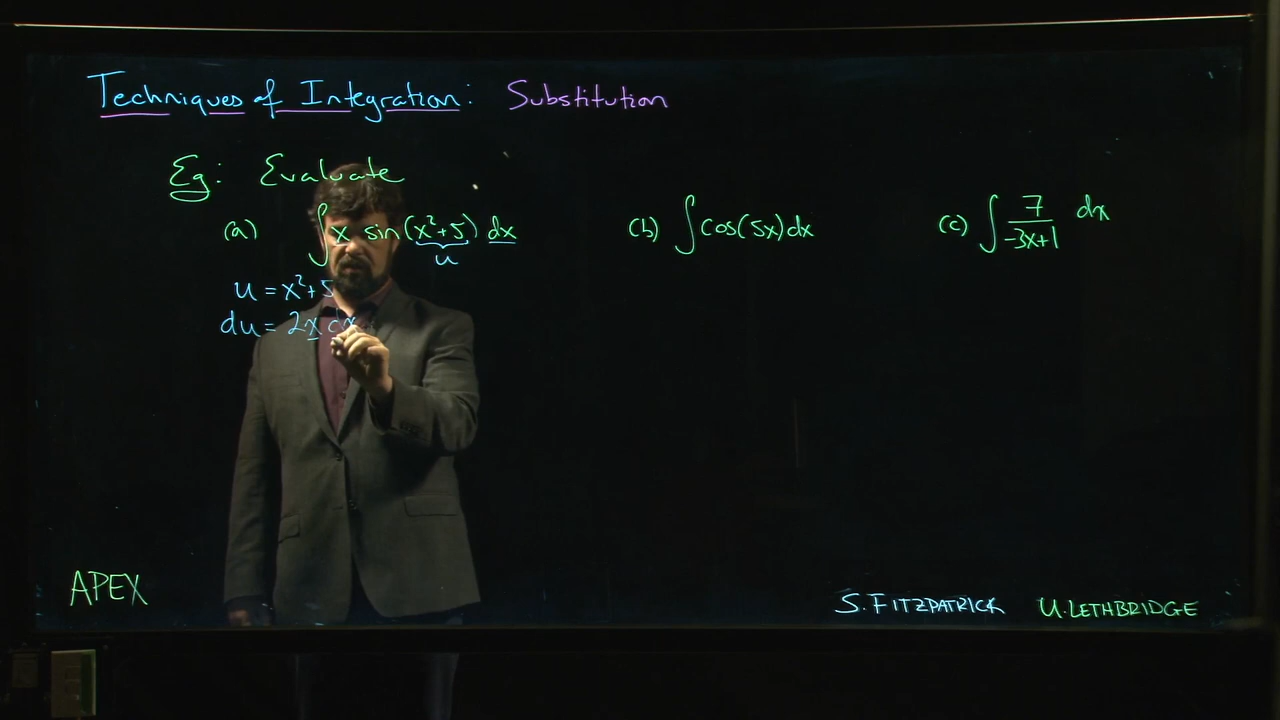 Techniques of Integration: Substitution
Eg: Evaluate
(a) ∫ x sin(x²+5) dx
u
(b) ∫ cos(5x) dx
(c) ∫ 7/(-3x+1) dx
u = x²+5
du = 2x dx
APEX
S. FITZPATRICK U. LETHBRIDGE